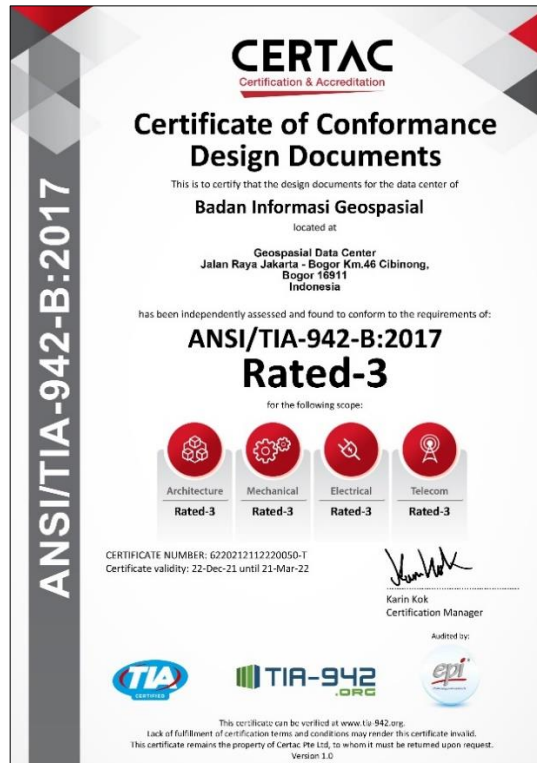 CERTAC
Certification & Accreditation
Certificate of Conformance
Design Documents
This is to certify that the design documents for the data center of
Badan Informasi Geospasial
located at
Geospasial Data Center
Jalan Raya Jakarta - Bogor Km.46 Cibinong,
Bogor 16911
Indonesia
has been independently assessed and found to conform to the requirements of:
ANSI/TIA-942-B:2017
Rated-3
for the following scope:
Architecture Mechanical Electrical Telecom
Rated-3 Rated-3 Rated-3 Rated-3
CERTIFICATE NUMBER: 6220212112220050-T
Certificate validity: 22-Dec-21 until 21-Mar-22
Karin Kok
Certification Manager
Audited by:
TIA
CERTIFIED
TIA-942
.ORG
epi
This certificate can be verified at www.tia-942.org.
Lack of fulfillment of certification terms and conditions may render this certificate invalid.
This certificate remains the property of Certac Pte Ltd, to whom it must be returned upon request.
Version 1.0
ANSI/TIA-942-B:2017